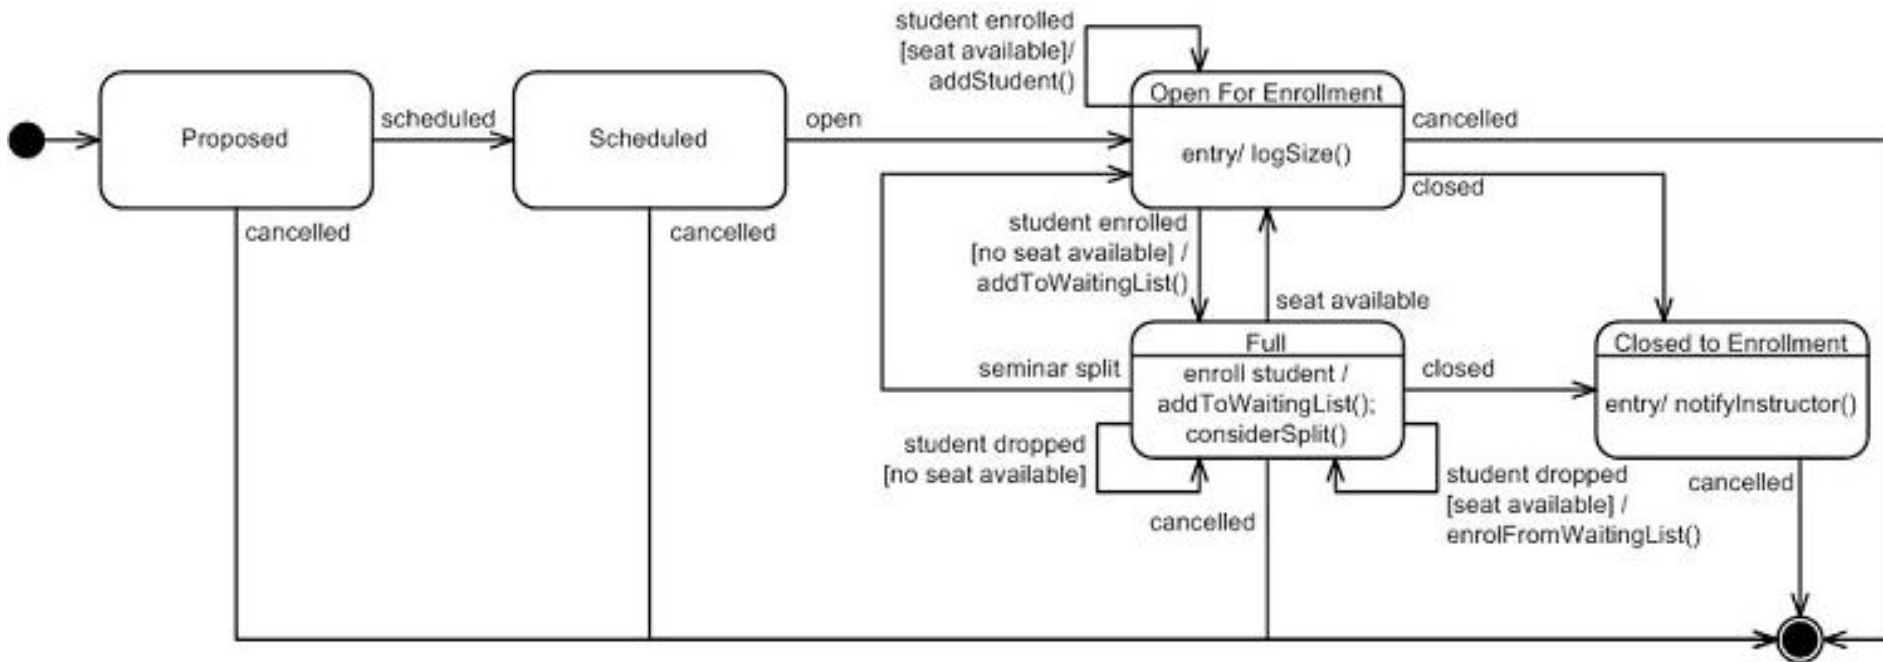 student enrolled
[seat available]/
addStudent()
Proposed
scheduled
Scheduled
open
Open For Enrollment
entry/ logSize()
cancelled
closed
cancelled
cancelled
student enrolled
[no seat available] /
addToWaitingList()
seat available
seminar split
Full
enroll student /
addToWaitingList();
considerSplit()
closed
Closed to Enrollment
entry/ notifyInstructor()
student dropped
[no seat available]
cancelled
student dropped
[seat available] /
enrolFromWaitingList()
cancelled